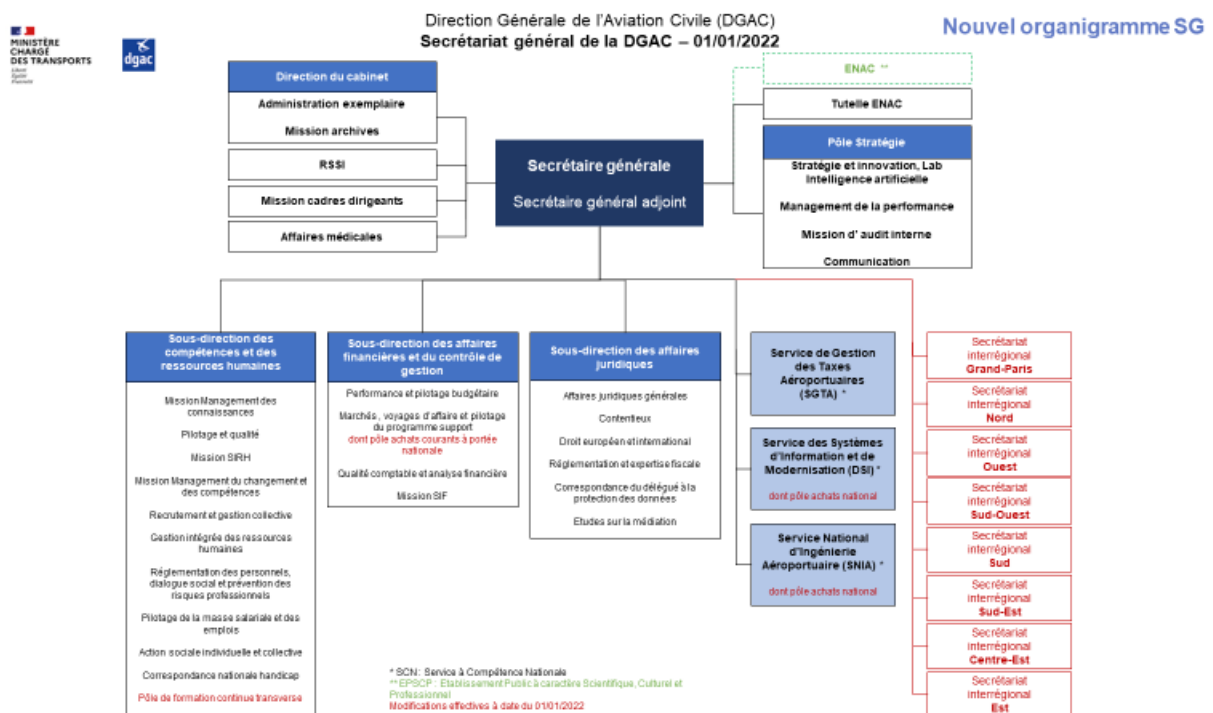 MINISTÈRE
CHARGÉ
DES TRANSPORTS
Liberté
Égalité
Fraternité
dgac
Direction Générale de l'Aviation Civile (DGAC)
Secrétariat général de la DGAC – 01/01/2022
Nouvel organigramme SG
Direction du cabinet
Administration exemplaire
Mission archives
RSSI
Mission cadres dirigeants
Affaires médicales
Secrétaire générale
Secrétaire général adjoint
ENAC **
Tutelle ENAC
Pôle Stratégie
Stratégie et innovation, Lab
Intelligence artificielle
Management de la performance
Mission d' audit interne
Communication
Sous-direction des
compétences et des
ressources humaines
Mission Management des
connaissances
Pilotage et qualité
Mission SIRH
Mission Management du changement et
des compétences
Recrutement et gestion collective
Gestion intégrée des ressources
humaines
Réglementation des personnels,
dialogue social et prévention des
risques professionnels
Pilotage de la masse salariale et des
emplois
Action sociale individuelle et collective
Correspondance nationale handicap
Pôle de formation continue transverse
Sous-direction des affaires
financières et du contrôle de
gestion
Performance et pilotage budgétaire
Marchés, voyages d'affaire et pilotage
du programme support
dont pôle achats courants à portée
nationale
Qualité comptable et analyse financière
Mission SIF
Sous-direction des affaires
juridiques
Affaires juridiques générales
Contentieux
Droit européen et international
Réglementation et expertise fiscale
Correspondance du délégué à la
protection des données
Etudes sur la médiation
Service de Gestion
des Taxes
Aéroportuaires
(SGTA) *
Service des Systèmes
d'Information et de
Modernisation (DSI) *
dont pôle achats national
Service National
d'Ingénierie
Aéroportuaire (SNIA) *
dont pôle achats national
Secrétariat
interrégional
Grand-Paris
Secrétariat
interrégional
Nord
Secrétariat
interrégional
Ouest
Secrétariat
interrégional
Sud-Ouest
Secrétariat
interrégional
Sud
Secrétariat
interrégional
Sud-Est
Secrétariat
interrégional
Centre-Est
Secrétariat
interrégional
Est
* SCN : Service à Compétence Nationale
** EPSCP : Etablissement Public à caractère Scientifique, Culturel et
Professionnel
Modifications effectives à date du 01/01/2022